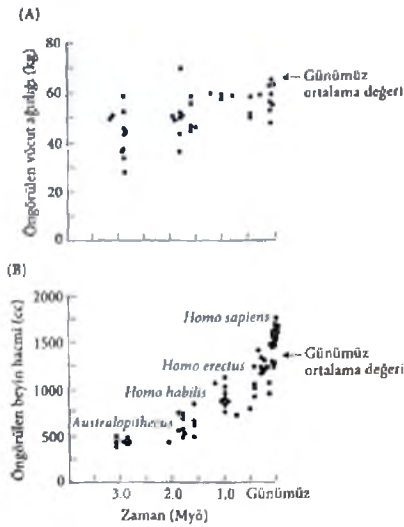 (A)
Öngörülen vücut ağırlığı (kg)
80
60
40
20
0
Günümüz
ortalama değeri
(B)
Öngörülen beyin hacmi (cc)
2000
1500
1000
500
0
Homo sapiens
Günümüz
ortalama değeri
Homo erectus
Homo habilis
Australopithecus
3.0
2.0
1.0
Günümüz
Zaman (Myö)